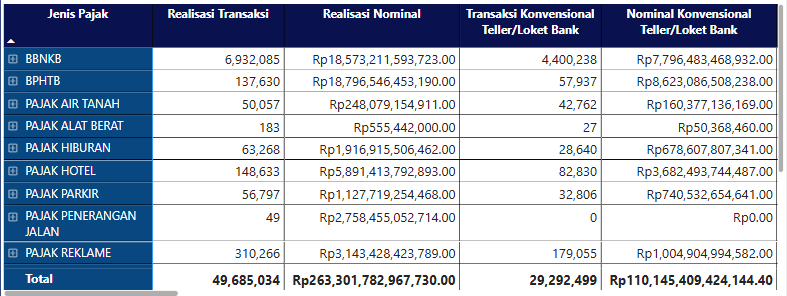 Jenis Pajak Realisasi Transaksi Realisasi Nominal Transaksi Konvensional Teller/Loket Bank Nominal Konvensional Teller/Loket Bank
BBNKB 6,932,085 Rp18,573,211,593,723.00 4,400,238 Rp7,796,483,468,932.00
BPHTB 137,630 Rp18,796,546,453,190.00 57,937 Rp8,623,086,508,238.00
PAJAK AIR TANAH 50,057 Rp248,079,154,911.00 42,762 Rp160,377,136,169.00
PAJAK ALAT BERAT 183 Rp555,442,000.00 27 Rp50,368,460.00
PAJAK HIBURAN 63,268 Rp1,916,915,506,462.00 28,640 Rp678,607,807,341.00
PAJAK HOTEL 148,633 Rp5,891,413,792,893.00 82,830 Rp3,682,493,744,487.00
PAJAK PARKIR 56,797 Rp1,127,719,254,468.00 32,806 Rp740,532,654,641.00
PAJAK PENERANGAN JALAN 49 Rp2,758,455,052,714.00 0 Rp0.00
PAJAK REKLAME 310,266 Rp3,143,428,423,789.00 179,055 Rp1,004,904,994,582.00
Total 49,685,034 Rp263,301,782,967,730.00 29,292,499 Rp110,145,409,424,144.40